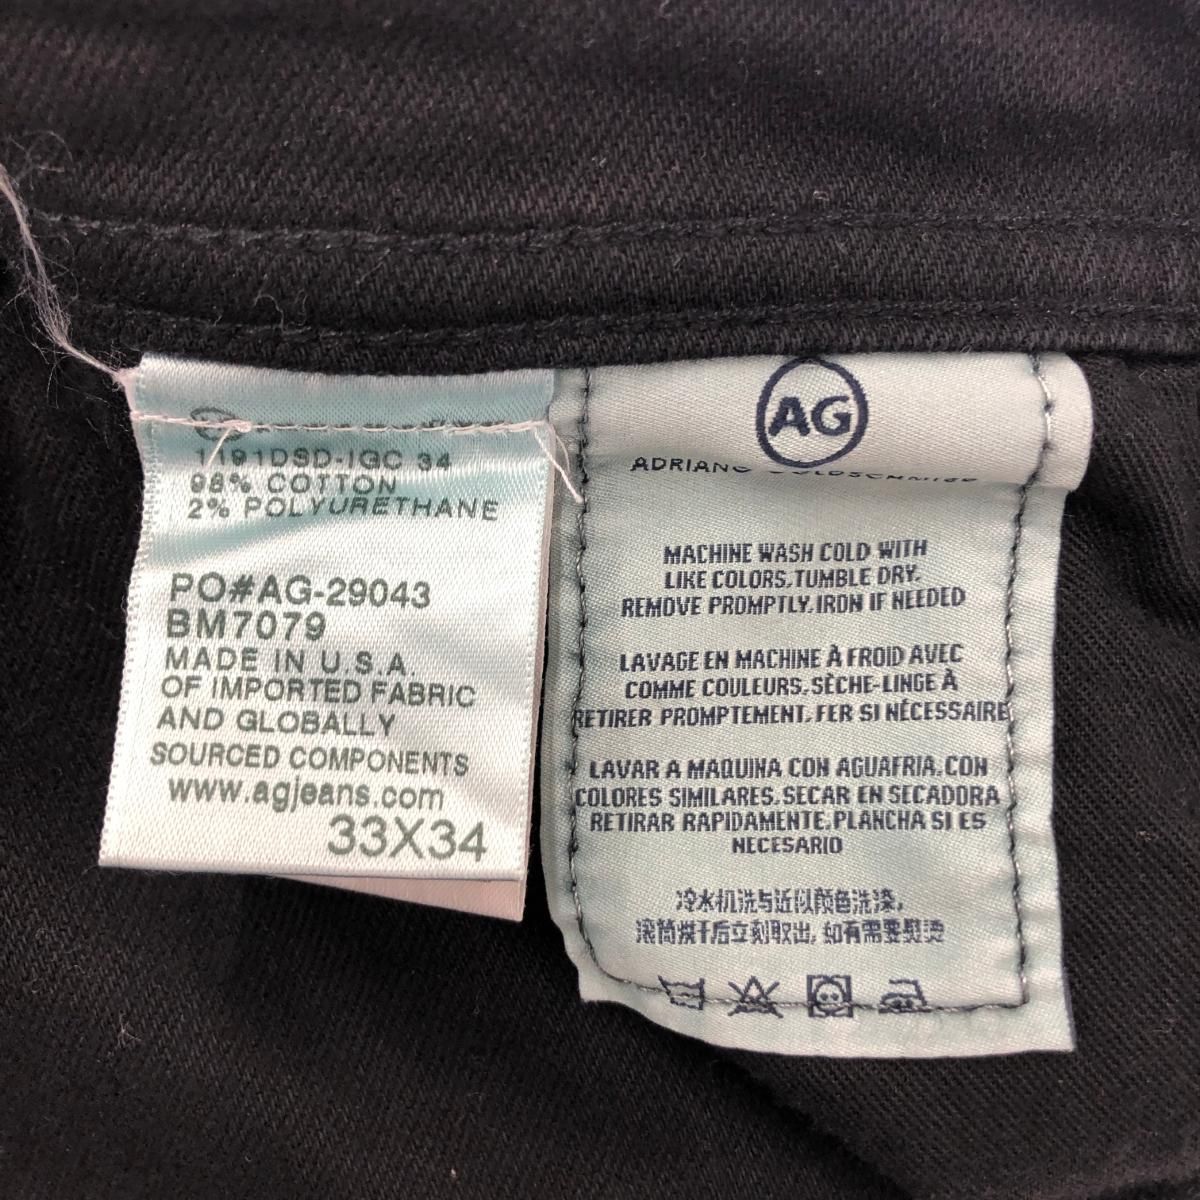 1191DSD-IGC 34
98% COTTON
2% POLYURETHANE
PO#AG-29043
BM7079
MADE IN U.S.A.
OF IMPORTED FABRIC
AND GLOBALLY
SOURCED COMPONENTS
www.agjeans.com
33X34
AG
ADRIANO GOLDSCHMIED
MACHINE WASH COLD WITH
LIKE COLORS.TUMBLE DRY.
REMOVE PROMPTLY.IRON IF NEEDED
LAVAGE EN MACHINE À FROID AVEC
COMME COULEURS.SÈCHE-LINGE À
RETIRER PROMPTEMENT.FER SI NÉCESSAIRE
LAVAR A MAQUINA CON AGUAFRIA.CON
COLORES SIMILARES.SECAR EN SECADORA
RETIRAR RAPIDAMENTE.PLANCHA SI ES
NECESARIO
冷水机洗与近似颜色洗涤,
滚筒烘干后立刻取出,如有需要熨烫